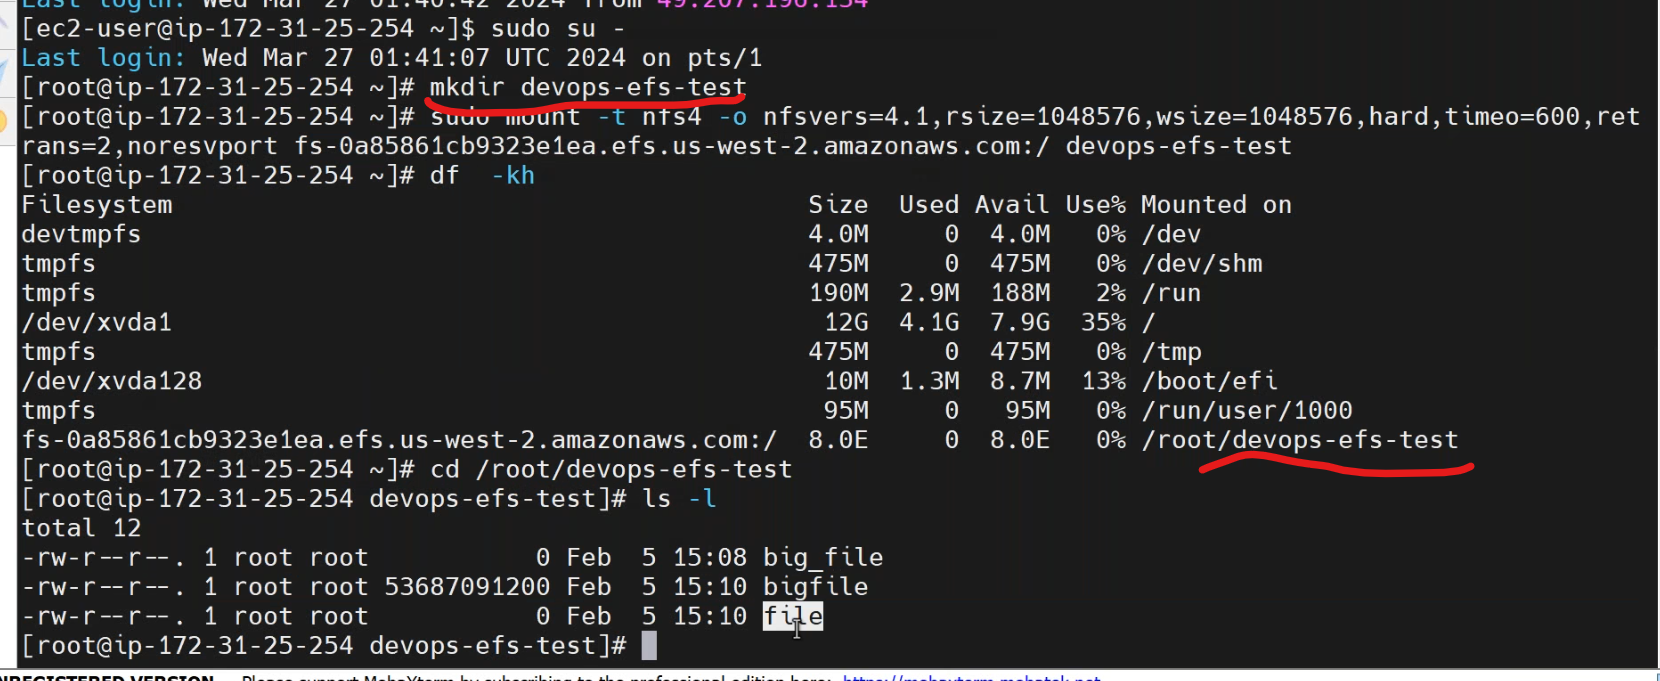 Last login: Wed Mar 27 01:40:42 2024 from 49.207.196.154
[ec2-user@ip-172-31-25-254 ~]$ sudo su -
Last login: Wed Mar 27 01:41:07 UTC 2024 on pts/1
[root@ip-172-31-25-254 ~]# mkdir devops-efs-test
[root@ip-172-31-25-254 ~]# sudo mount -t nfs4 -o nfsvers=4.1,rsize=1048576,wsize=1048576,hard,timeo=600,ret
rans=2,noresvport fs-0a85861cb9323e1ea.efs.us-west-2.amazonaws.com:/ devops-efs-test
[root@ip-172-31-25-254 ~]# df  -kh
Filesystem Size Used Avail Use% Mounted on
devtmpfs 4.0M 0 4.0M 0% /dev
tmpfs 475M 0 475M 0% /dev/shm
tmpfs 190M 2.9M 188M 2% /run
/dev/xvda1 12G 4.1G 7.9G 35% /
tmpfs 475M 0 475M 0% /tmp
/dev/xvda128 10M 1.3M 8.7M 13% /boot/efi
tmpfs 95M 0 95M 0% /run/user/1000
fs-0a85861cb9323e1ea.efs.us-west-2.amazonaws.com:/ 8.0E 0 8.0E 0% /root/devops-efs-test
[root@ip-172-31-25-254 ~]# cd /root/devops-efs-test
[root@ip-172-31-25-254 devops-efs-test]# ls -l
total 12
-rw-r--r--. 1 root root 0 Feb 5 15:08 big_file
-rw-r--r--. 1 root root 53687091200 Feb 5 15:10 bigfile
-rw-r--r--. 1 root root 0 Feb 5 15:10 file
[root@ip-172-31-25-254 devops-efs-test]#
NREGISTERED VERSION - Please support MobaXterm by subscribing to the professional edition here: https://mobaxterm.mobatek.net